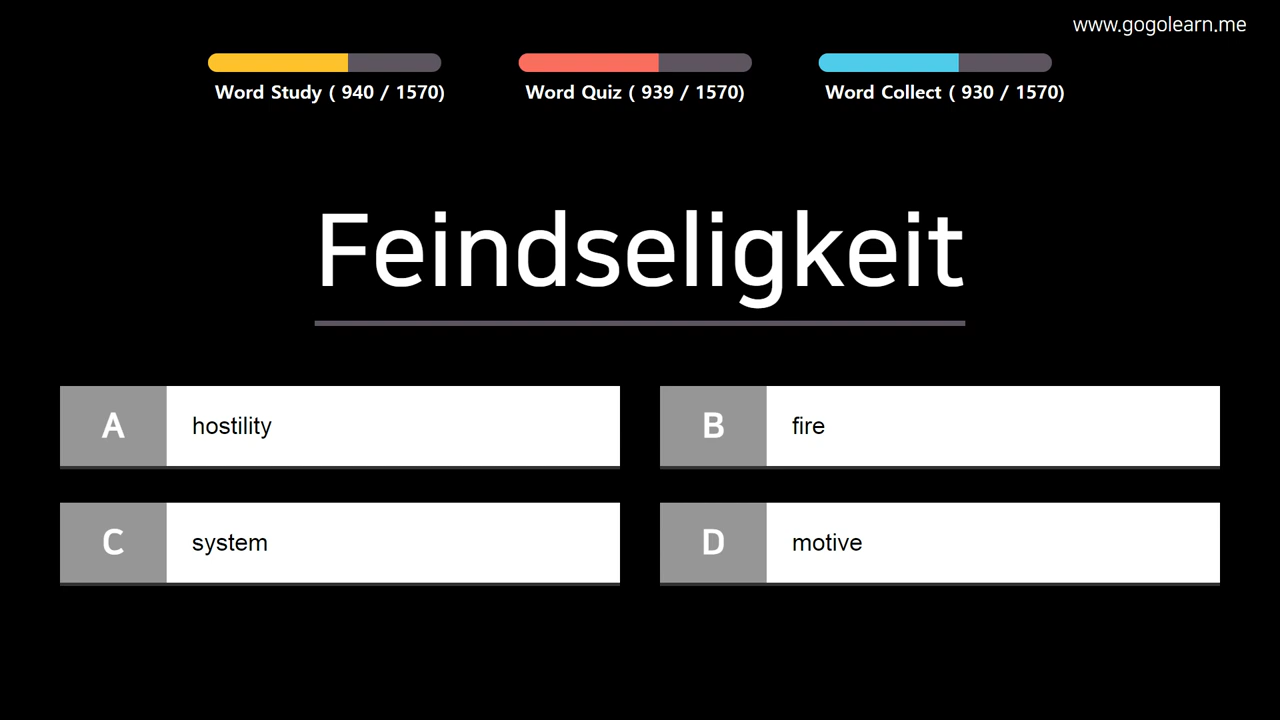 www.gogolearn.me
Word Study ( 940 / 1570)
Word Quiz ( 939 / 1570)
Word Collect ( 930 / 1570)
Feindseligkeit
A hostility
B fire
C system
D motive